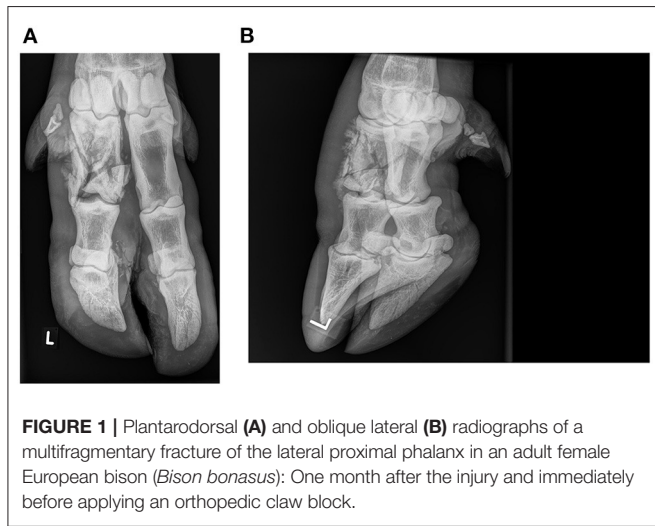 A
B
L
L
FIGURE 1 | Plantarodorsal (A) and oblique lateral (B) radiographs of a
multifragmentary fracture of the lateral proximal phalanx in an adult female
European bison (Bison bonasus): One month after the injury and immediately
before applying an orthopedic claw block.